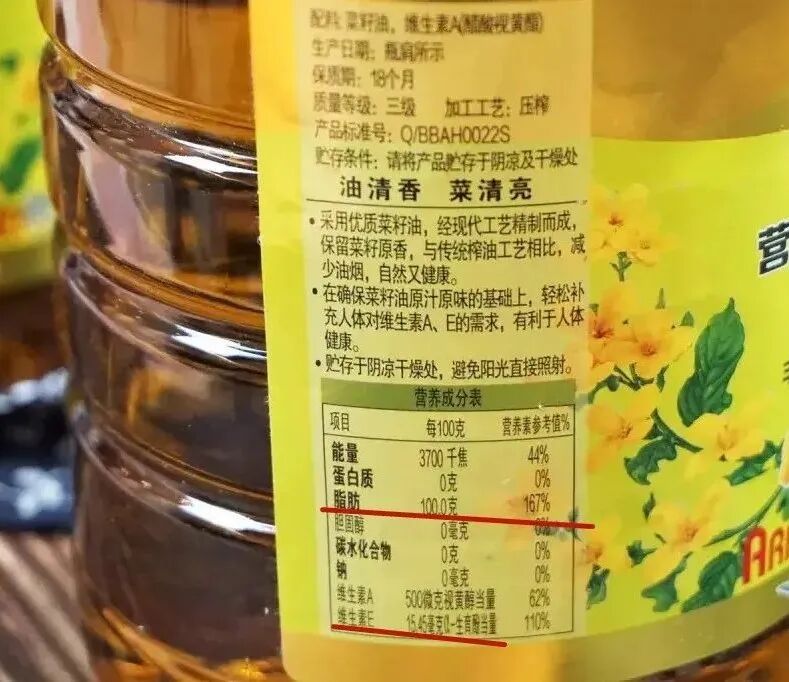 配料: 菜籽油, 维生素A(醋酸视黄酯)
生产日期: 瓶肩所示
保质期: 18个月
质量等级: 三级 加工工艺: 压榨
产品标准号: Q/BBAH0022S
贮存条件: 请将产品贮存于阴凉及干燥处
油清香 菜清亮
•采用优质菜籽油, 经现代工艺精制而成,
保留菜籽原香, 与传统榨油工艺相比, 减
少油烟, 自然又健康。
•在确保菜籽油原汁原味的基础上, 轻松补
充人体对维生素A、E的需求, 有利于人体
健康。
•贮存于阴凉干燥处, 避免阳光直接照射。
营养成分表
项目 每100克 营养素参考值%
能量 3700千焦 44%
蛋白质 0克 0%
脂肪 100.0克 167%
胆固醇 0毫克 0%
碳水化合物 0克 0%
钠 0毫克 0%
维生素A 500微克视黄醇当量 62%
维生素E 15.45毫克α-生育酚当量 110%
营
ARA